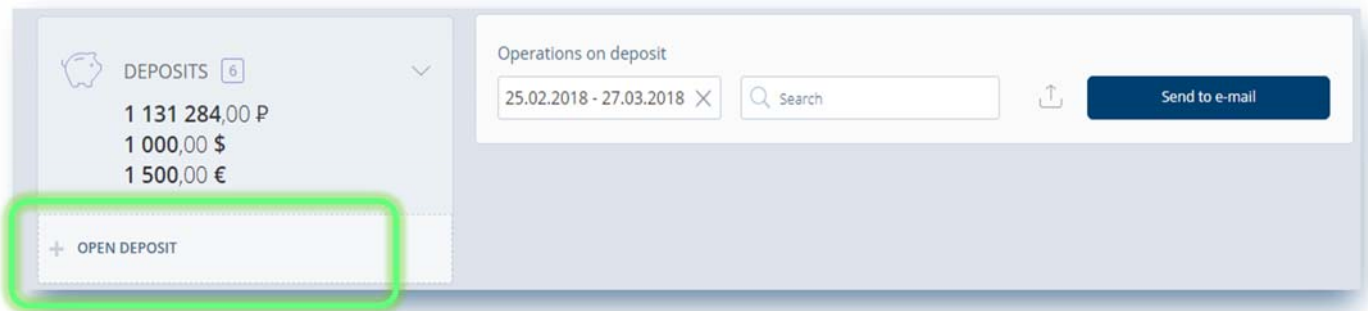 DEPOSITS 6
1 131 284,00 ₽
1 000,00 $
1 500,00 €
+ OPEN DEPOSIT
Operations on deposit
25.02.2018 - 27.03.2018
Search
Send to e-mail